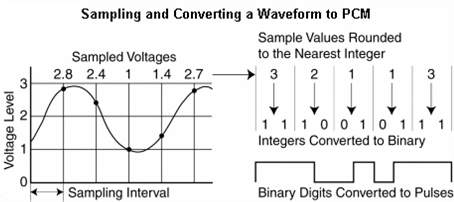 Sampling and Converting a Waveform to PCM
Sampled Voltages
2.8 2.4 1 1.4 2.7
Voltage Level
3
2
1
0
Sampling Interval
Sample Values Rounded
to the Nearest Integer
3 2 1 1 3
1 1 1 0 0 1 0 1 1 1
Integers Converted to Binary
Binary Digits Converted to Pulses